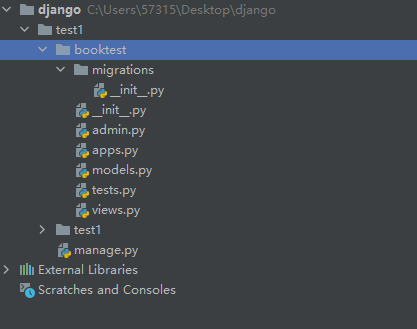 django C:\Users\57315\Desktop\django
test1
booktest
migrations
__init__.py
__init__.py
admin.py
apps.py
models.py
tests.py
views.py
test1
manage.py
External Libraries
Scratches and Consoles